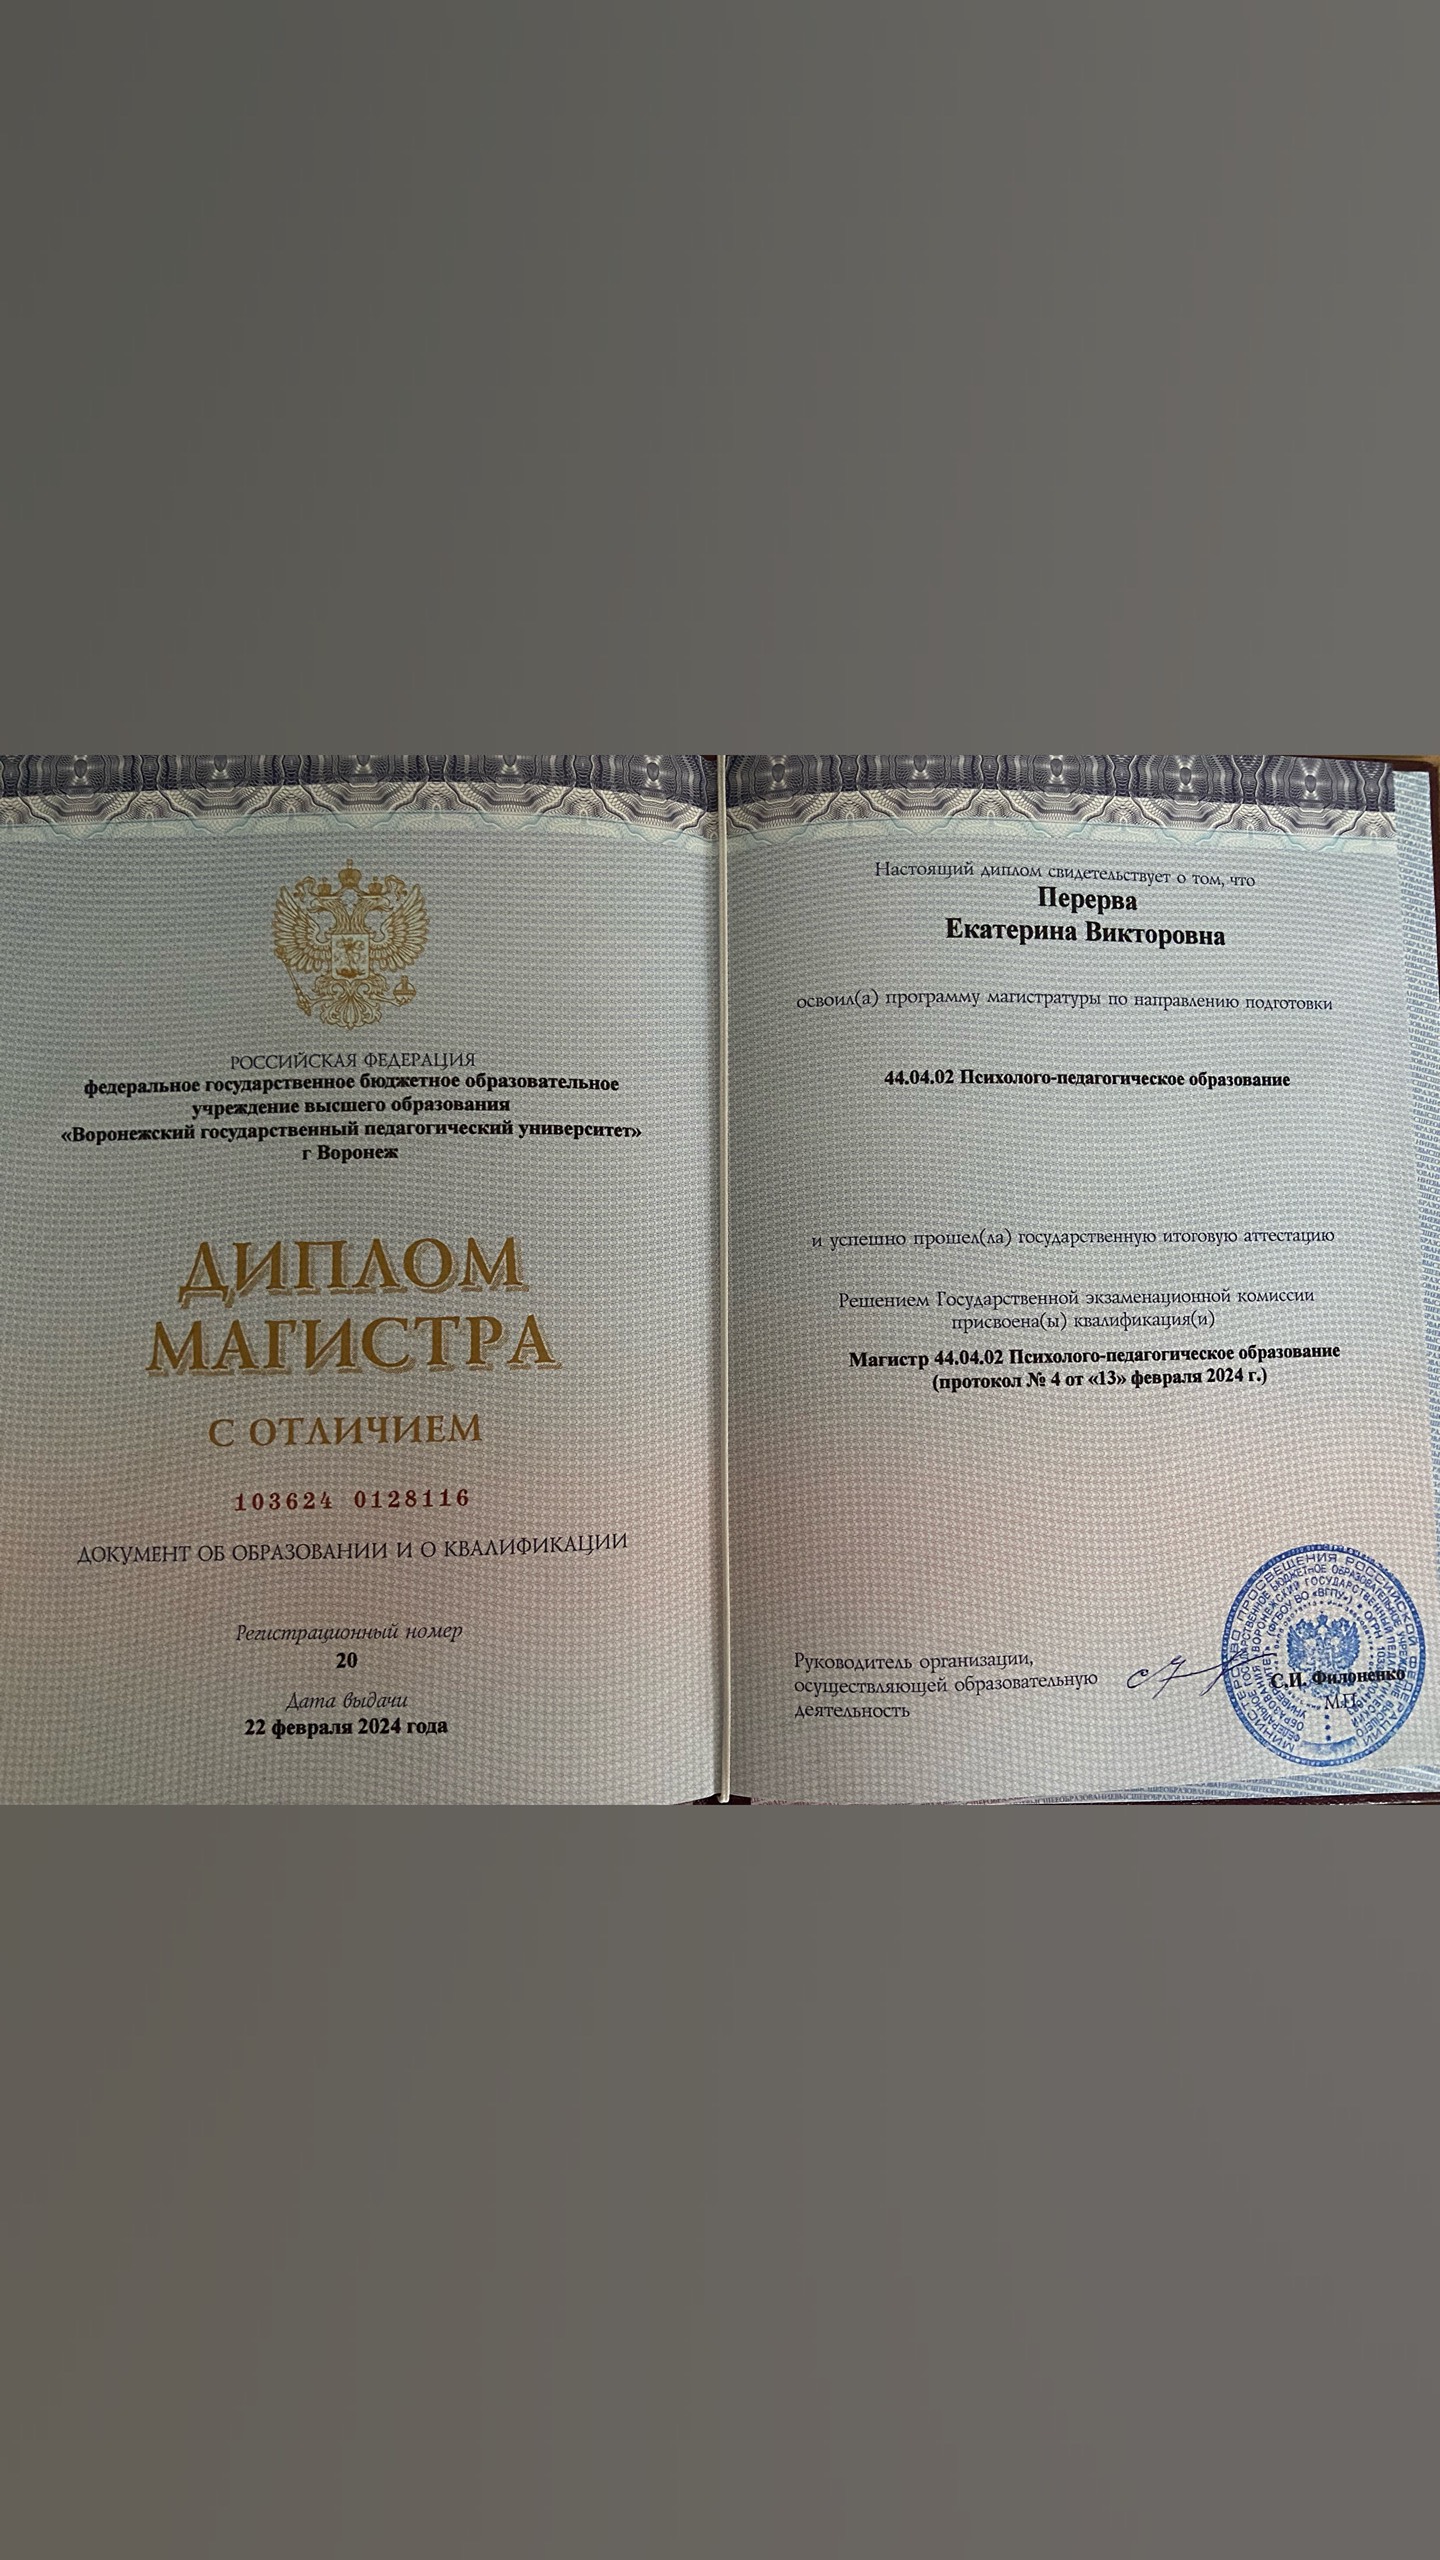 РОССИЙСКАЯ ФЕДЕРАЦИЯ
федеральное государственное бюджетное образовательное
учреждение высшего образования
«Воронежский государственный педагогический университет»
г Воронеж
ДИПЛОМ
МАГИСТРА
С ОТЛИЧИЕМ
103624 0128116
ДОКУМЕНТ ОБ ОБРАЗОВАНИИ И О КВАЛИФИКАЦИИ
Регистрационный номер
20
Дата выдачи
22 февраля 2024 года
Настоящий диплом свидетельствует о том, что
Перерва
Екатерина Викторовна
освоил(а) программу магистратуры по направлению подготовки
44.04.02 Психолого-педагогическое образование
и успешно прошел(ла) государственную итоговую аттестацию
Решением Государственной экзаменационной комиссии
присвоена(ы) квалификация(и)
Магистр 44.04.02 Психолого-педагогическое образование
(протокол № 4 от «13» февраля 2024 г.)
Руководитель организации,
осуществляющей образовательную
деятельность
С.И. Филоненко
М.П.
МИНИСТЕРСТВО ПРОСВЕЩЕНИЯ РОССИЙСКОЙ ФЕДЕРАЦИИ